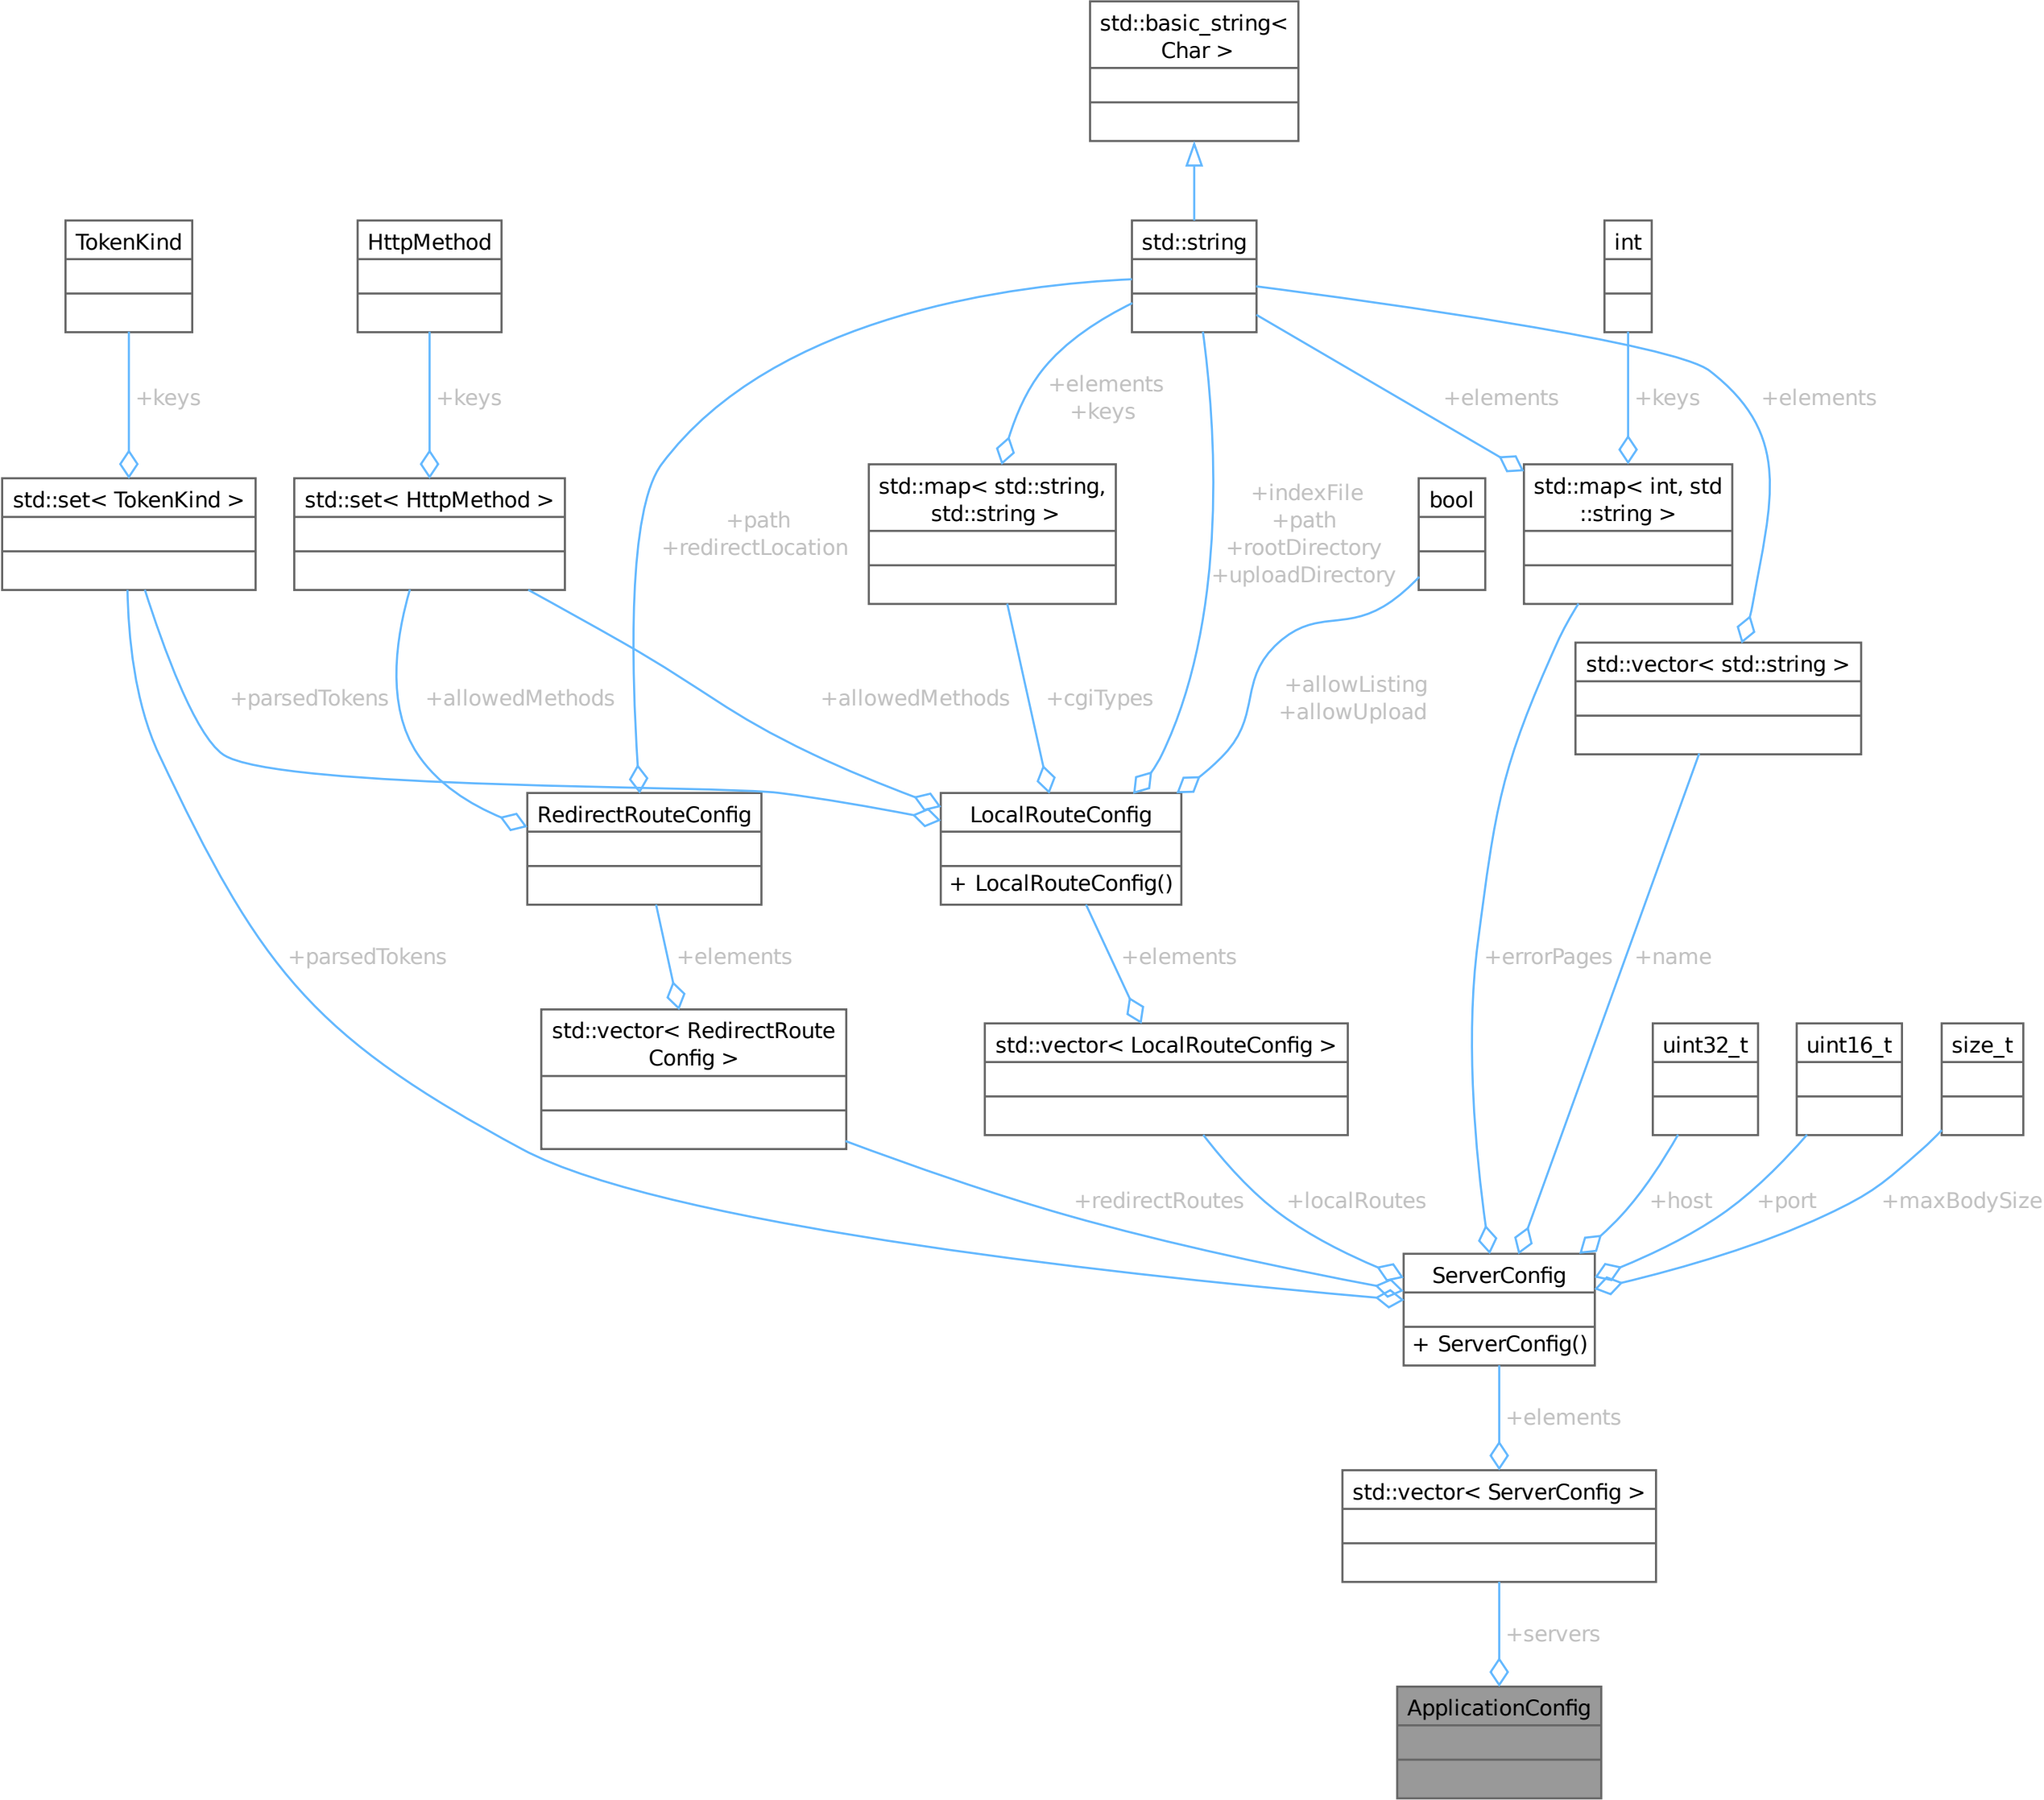 std::basic_string<
Char >
TokenKind
HttpMethod
std::string
int
+keys
+keys
+elements
+keys
+elements
+keys
+elements
std::set< TokenKind >
std::set< HttpMethod >
+path
+redirectLocation
std::map< std::string,
std::string >
+indexFile
+path
+rootDirectory
+uploadDirectory
bool
std::map< int, std
::string >
std::vector< std::string >
+parsedTokens
+allowedMethods
+allowedMethods
+cgiTypes
+allowListing
+allowUpload
RedirectRouteConfig
LocalRouteConfig
+ LocalRouteConfig()
+parsedTokens
+elements
+elements
+errorPages
+name
std::vector< RedirectRoute
Config >
std::vector< LocalRouteConfig >
uint32_t
uint16_t
size_t
+redirectRoutes
+localRoutes
+host
+port
+maxBodySize
ServerConfig
+ ServerConfig()
+elements
std::vector< ServerConfig >
+servers
ApplicationConfig